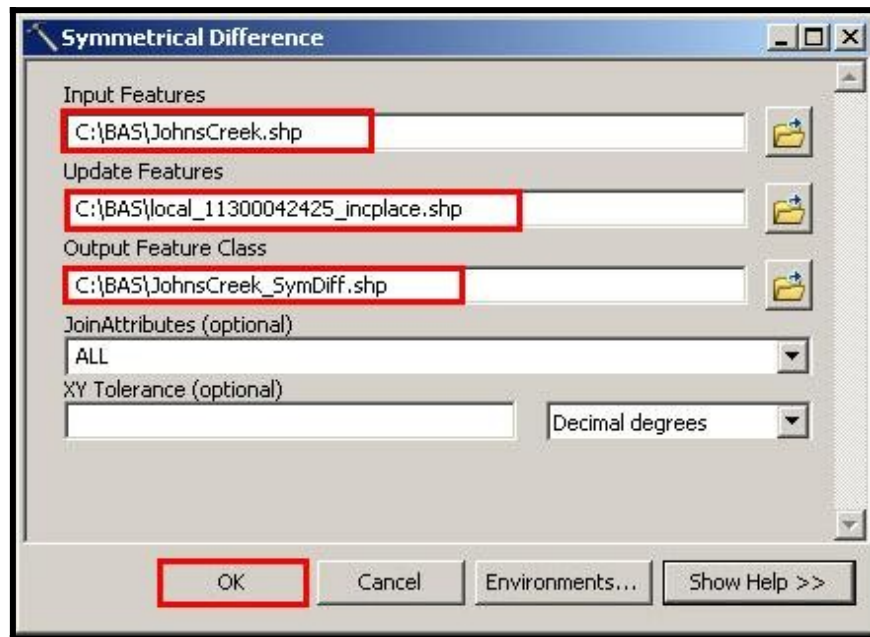 Symmetrical Difference
Input Features
C:\BAS\JohnsCreek.shp
Update Features
C:\BAS\local_11300042425_incplace.shp
Output Feature Class
C:\BAS\JohnsCreek_SymDiff.shp
JoinAttributes (optional)
ALL
XY Tolerance (optional)
Decimal degrees
OK Cancel Environments... Show Help >>